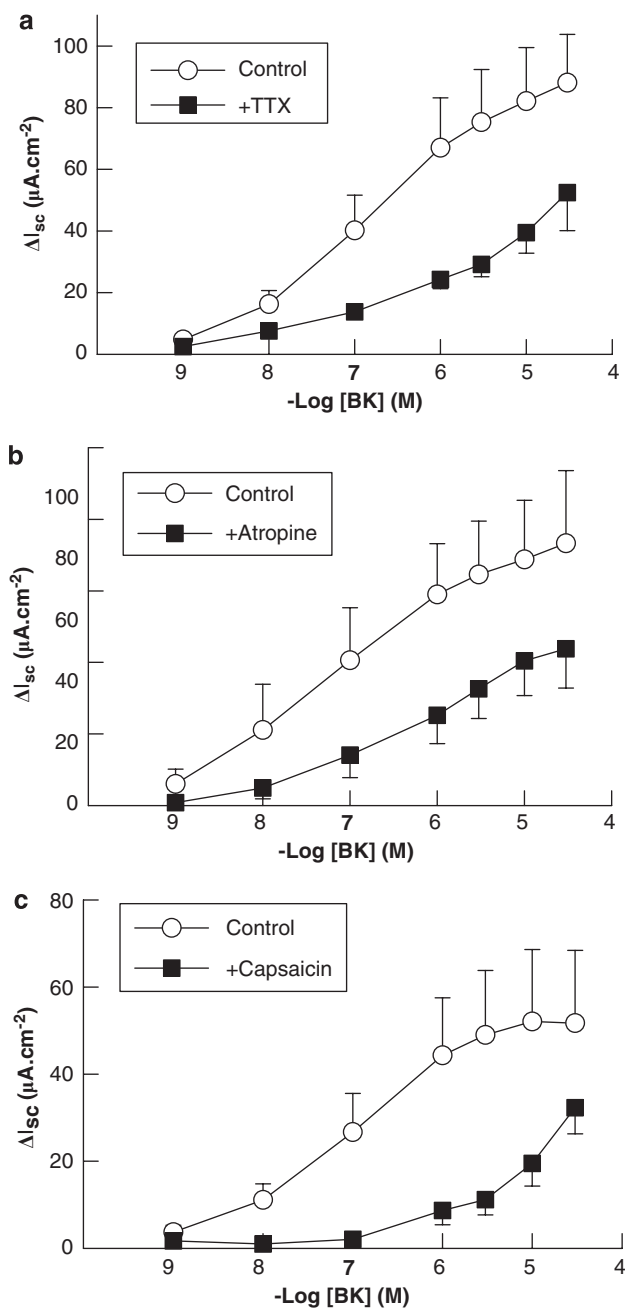 a
100
80
60
40
20
0
ΔIsc (µA.cm-2)
Control
+TTX
9 8 7 6 5 4
-Log [BK] (M)
b
100
80
60
40
20
0
ΔIsc (µA.cm-2)
Control
+Atropine
9 8 7 6 5 4
-Log [BK] (M)
c
80
60
40
20
0
ΔIsc (µA.cm-2)
Control
+Capsaicin
9 8 7 6 5 4
-Log [BK] (M)